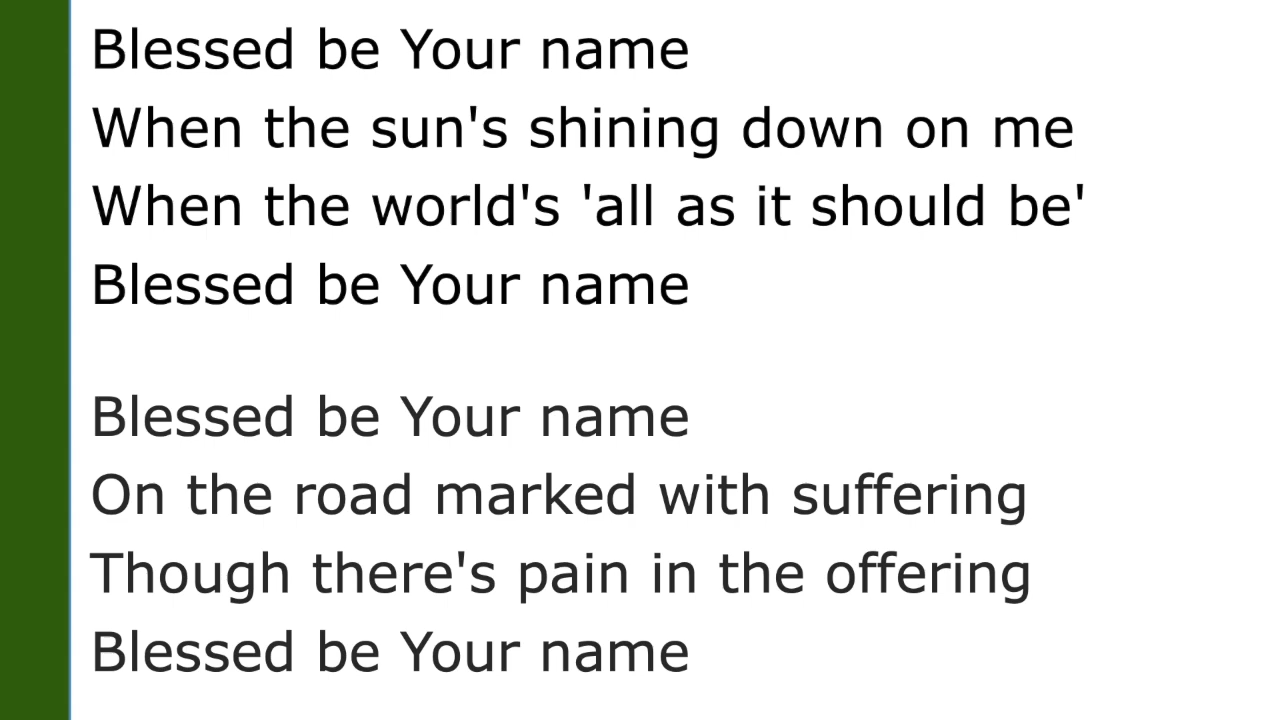 Blessed be Your name
When the sun's shining down on me
When the world's 'all as it should be'
Blessed be Your name
Blessed be Your name
On the road marked with suffering
Though there's pain in the offering
Blessed be Your name